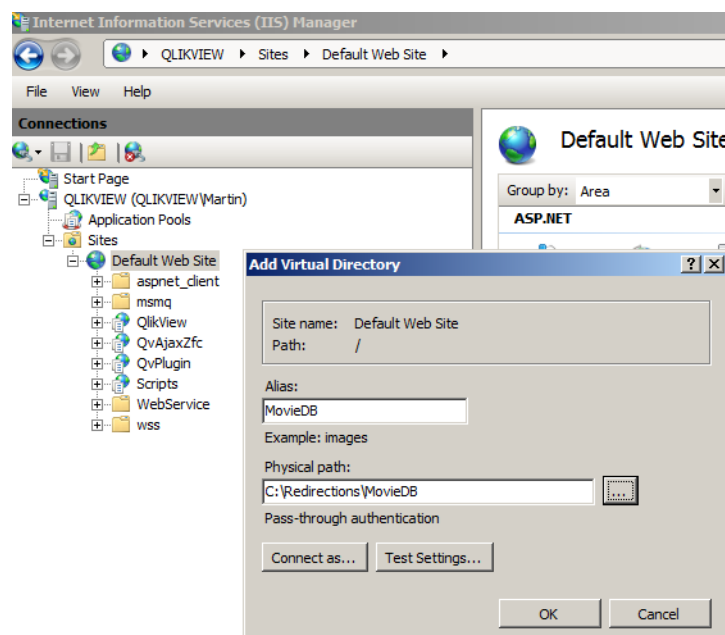 Internet Information Services (IIS) Manager
QLIKVIEW Sites Default Web Site
File View Help
Connections
Start Page
QLIKVIEW (QLIKVIEW\Martin)
Application Pools
Sites
Default Web Site
aspnet_client
msmq
QlikView
QvAjaxZfc
QvPlugin
Scripts
WebService
wss
Default Web Site
Group by: Area
ASP.NET
Add Virtual Directory
Site name: Default Web Site
Path: /
Alias:
MovieDB
Example: images
Physical path:
C:\Redirections\MovieDB
...
Pass-through authentication
Connect as... Test Settings...
OK Cancel